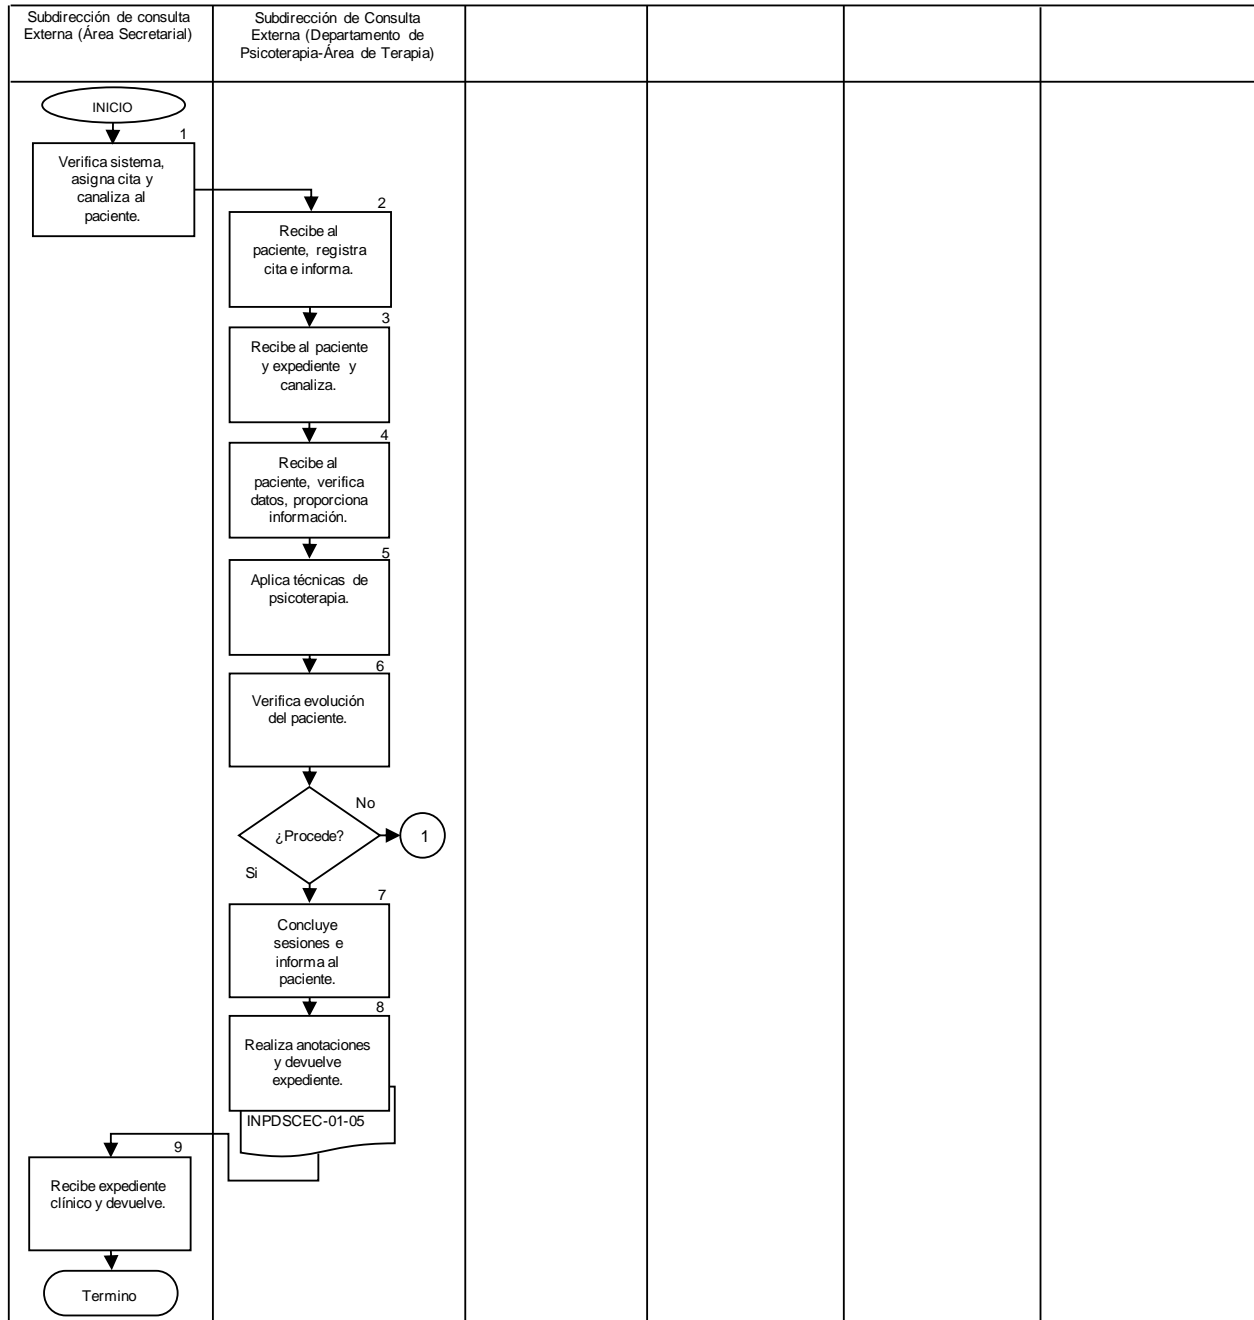 Subdirección de consulta
Externa (Área Secretarial)
Subdirección de Consulta
Externa (Departamento de
Psicoterapia-Área de Terapia)
INICIO
1
Verifica sistema,
asigna cita y
canaliza al
paciente.
2
Recibe al
paciente, registra
cita e informa.
3
Recibe al paciente
y expediente y
canaliza.
4
Recibe al
paciente, verifica
datos, proporciona
información.
5
Aplica técnicas de
psicoterapia.
6
Verifica evolución
del paciente.
¿Procede?
No
1
Si
7
Concluye
sesiones e
informa al
paciente.
8
Realiza anotaciones
y devuelve
expediente.
INPDSCEC-01-05
9
Recibe expediente
clínico y devuelve.
Termino